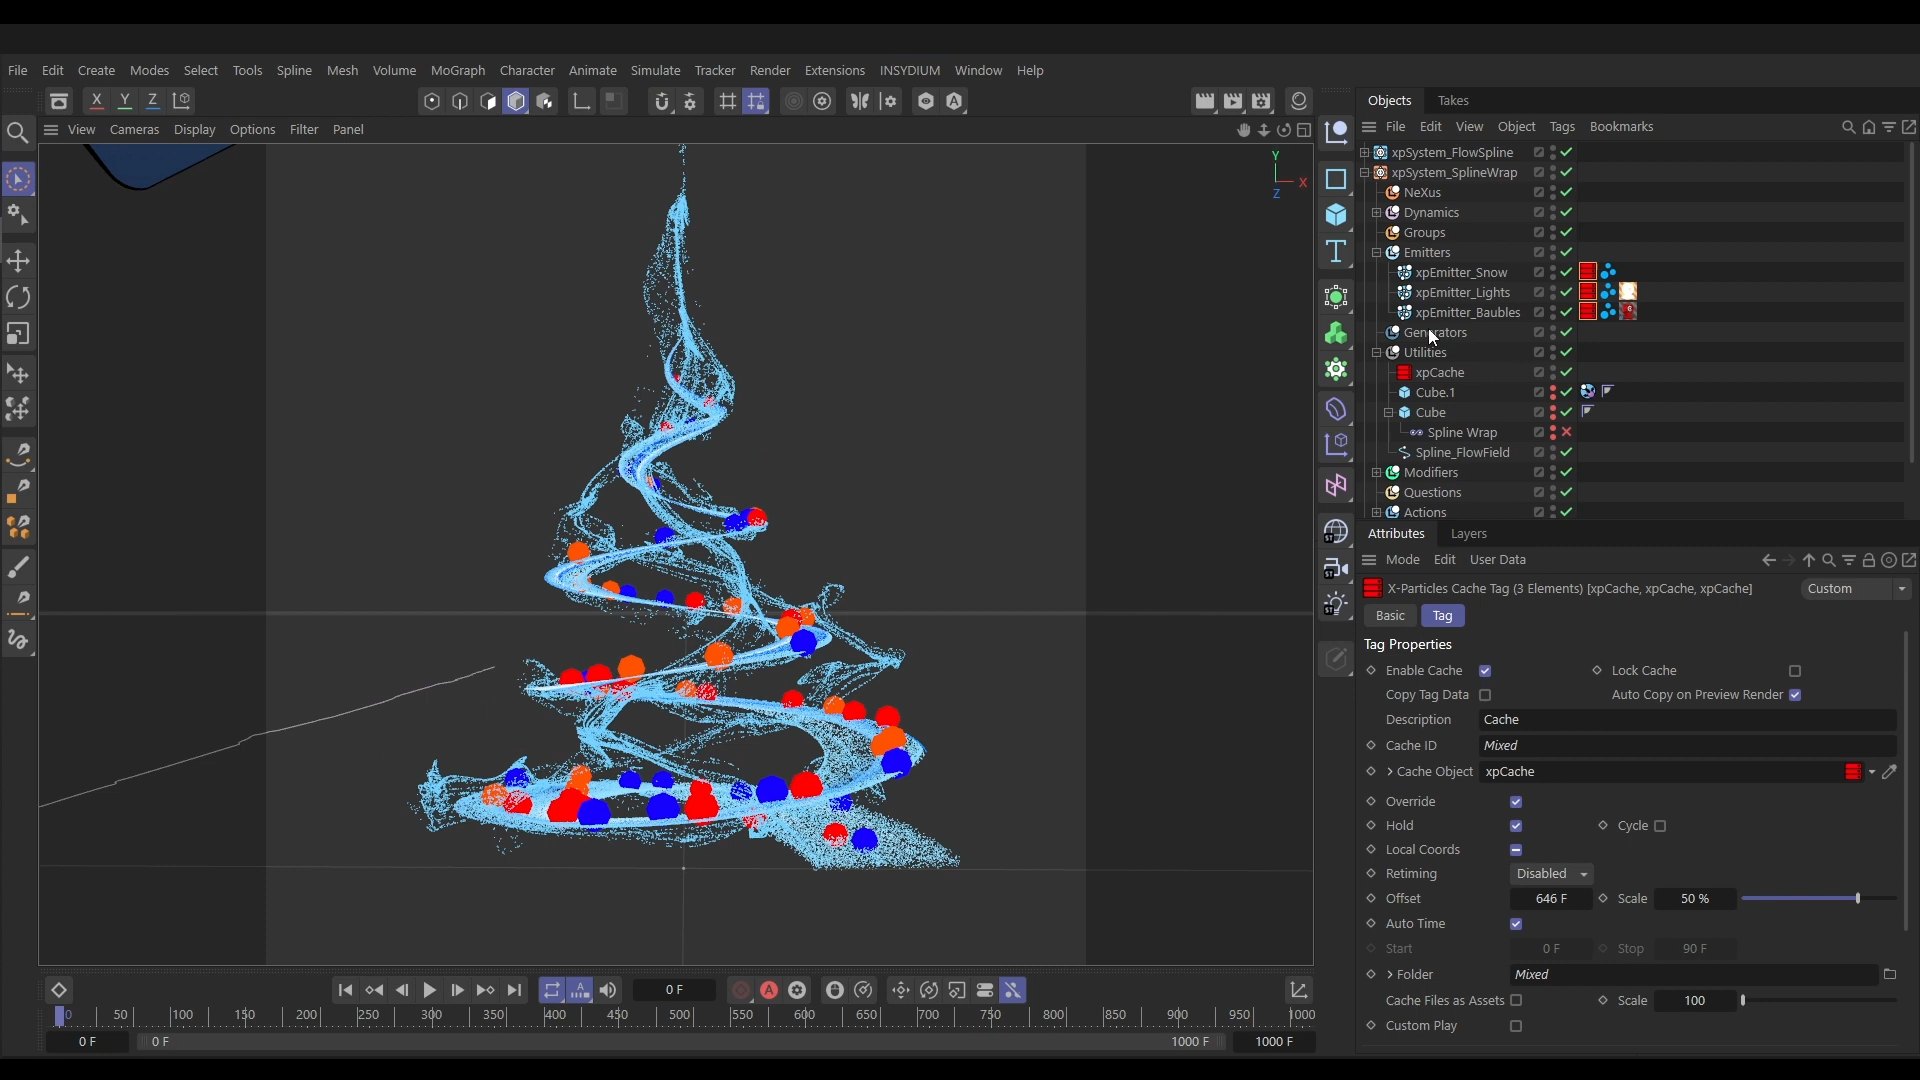 File Edit Create Modes Select Tools Spline Mesh Volume MoGraph Character Animate Simulate Tracker Render Extensions INSYDIUM Window Help
X Y Z
View Cameras Display Options Filter Panel
Y
X
Z
Objects Takes
File Edit View Object Tags Bookmarks
xpSystem_FlowSpline
xpSystem_SplineWrap
NeXus
Dynamics
Groups
Emitters
xpEmitter_Snow
xpEmitter_Lights
xpEmitter_Baubles
Generators
Utilities
xpCache
Cube.1
Cube
Spline Wrap
Spline_FlowField
Modifiers
Questions
Actions
Attributes Layers
Mode Edit User Data
X-Particles Cache Tag (3 Elements) [xpCache, xpCache, xpCache] Custom
Basic Tag
Tag Properties
Enable Cache Lock Cache
Copy Tag Data Auto Copy on Preview Render
Description Cache
Cache ID Mixed
> Cache Object xpCache
Override
Hold Cycle
Local Coords
Retiming Disabled
Offset 646 F Scale 50 %
Auto Time
Start 0 F Stop 90 F
> Folder Mixed
Cache Files as Assets Scale 100
Custom Play
0 F
0 50 100 150 200 250 300 350 400 450 500 550 600 650 700 750 800 850 900 950 1000
0 F 0 F 1000 F 1000 F